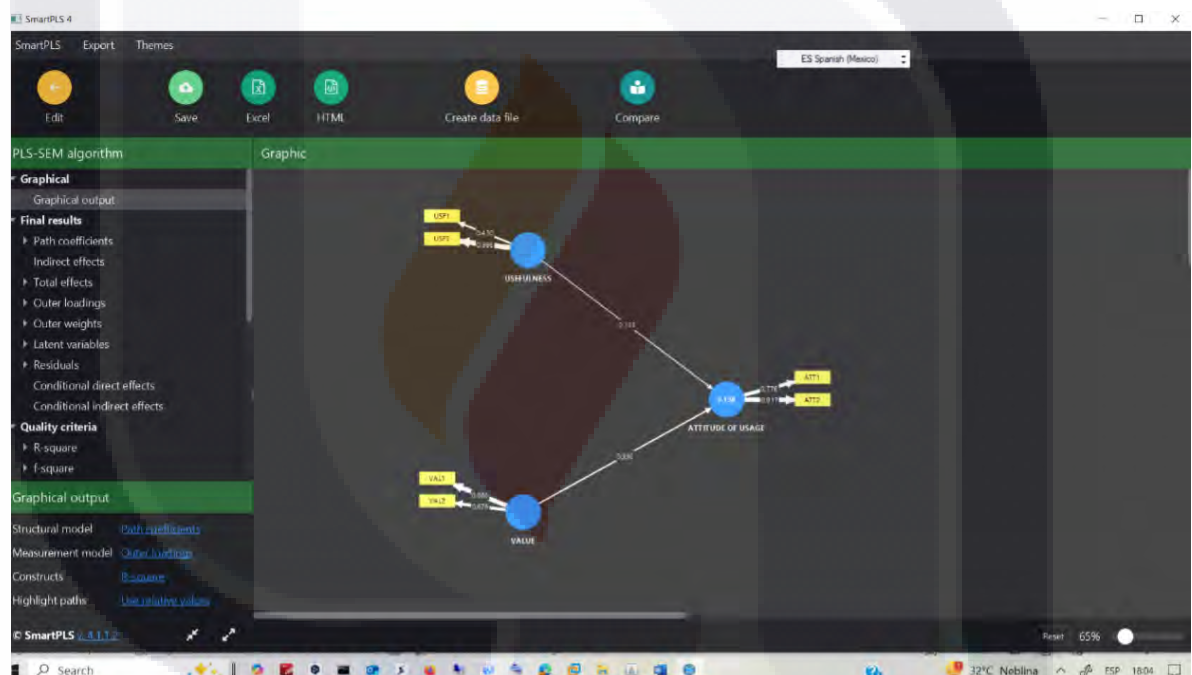 SmartPLS 4
SmartPLS Export Themes
ES Spanish (Mexico)
Edit Save Excel HTML Create data file Compare
PLS-SEM algorithm
Graphic
Graphical
Graphical output
Final results
Path coefficients
Indirect effects
Total effects
Outer loadings
Outer weights
Latent variables
Residuals
Conditional direct effects
Conditional indirect effects
Quality criteria
R-square
f-square
USF1
USEFULNESS
ATT1
ATT2
ATTITUDE OF USAGE
VAL1
VAL2
VALUE
Graphical output
Structural model Path coefficients
Measurement model Outer loadings
Constructs R-square
Highlight paths Use relative values
© SmartPLS
Reset 65%
Search
32°C Neblina ESP 18:04